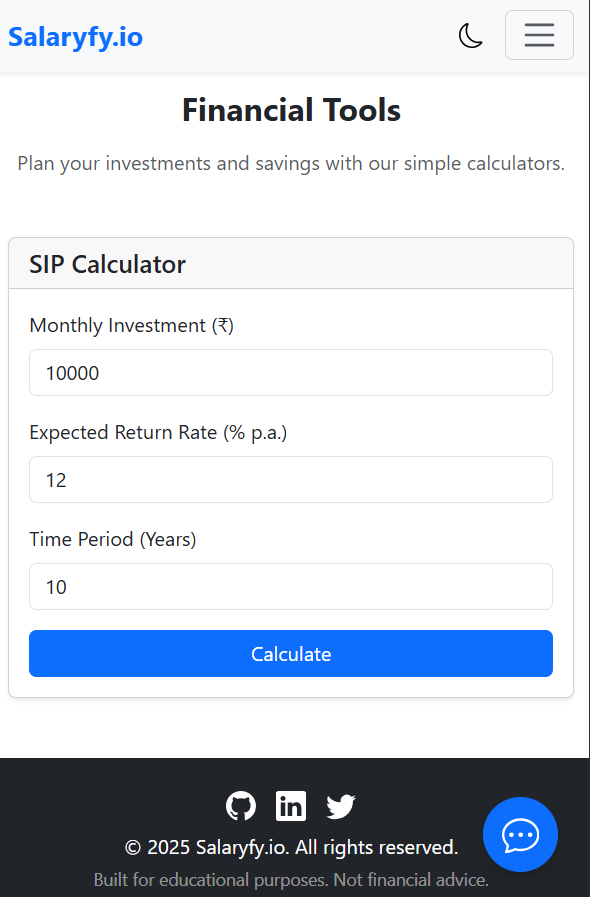 Salaryfy.io
Financial Tools
Plan your investments and savings with our simple calculators.
SIP Calculator
Monthly Investment (₹)
10000
Expected Return Rate (% p.a.)
12
Time Period (Years)
10
Calculate
© 2025 Salaryfy.io. All rights reserved.
Built for educational purposes. Not financial advice.